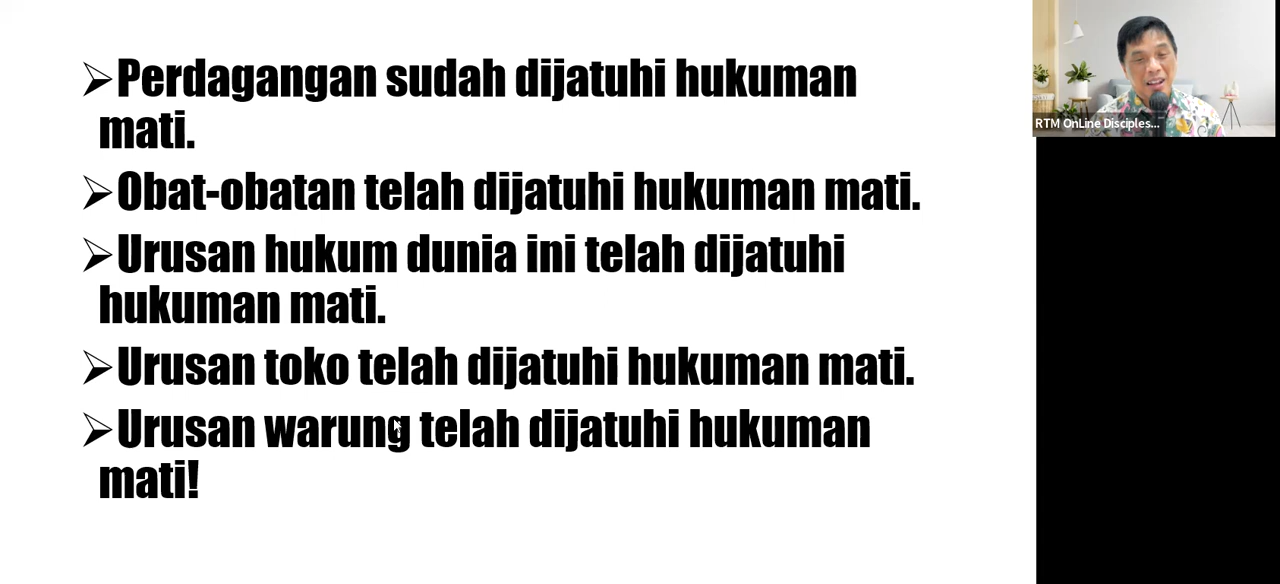 ➢Perdagangan sudah dijatuhi hukuman
mati.
➢Obat-obatan telah dijatuhi hukuman mati.
➢Urusan hukum dunia ini telah dijatuhi
hukuman mati.
➢Urusan toko telah dijatuhi hukuman mati.
➢Urusan warung telah dijatuhi hukuman
mati!
RTM OnLine Disciples...